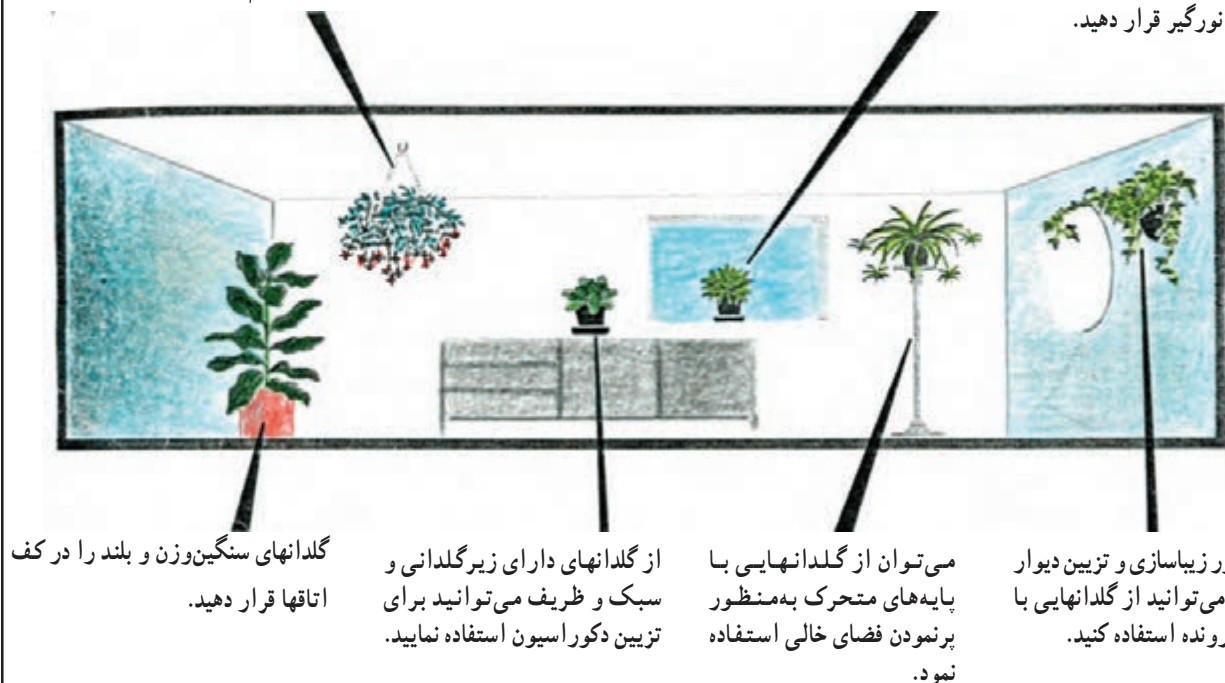 نورگیر قرار دهید.
زیباسازی و تزیین دیوار
می‌توانید از گلدانهایی با
استفاده کنید.
می‌توان از گلدانهایی با
پایه‌های متحرک به‌منظور
پرنمودن فضای خالی استفاده
نمود.
از گلدانهای دارای زیرگلدانی و
سبک و ظریف می‌توانید برای
تزیین دکوراسیون استفاده نمایید.
گلدانهای سنگین‌وزن و بلند را در کف
اتاقها قرار دهید.